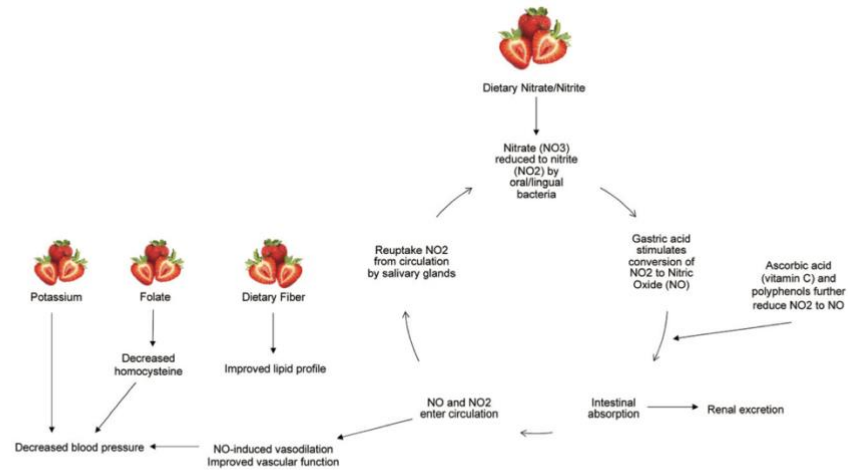 Dietary Nitrate/Nitrite
Nitrate (NO3)
reduced to nitrite
(NO2) by
oral/lingual
bacteria
Reuptake NO2
from circulation
by salivary glands
Gastric acid
stimulates
conversion of
NO2 to Nitric
Oxide (NO)
Ascorbic acid
(vitamin C) and
polyphenols further
reduce NO2 to NO
Potassium
Folate
Dietary Fiber
Decreased
homocysteine
Improved lipid profile
NO and NO2
enter circulation
Intestinal
absorption
Renal excretion
Decreased blood pressure
NO-induced vasodilation
Improved vascular function